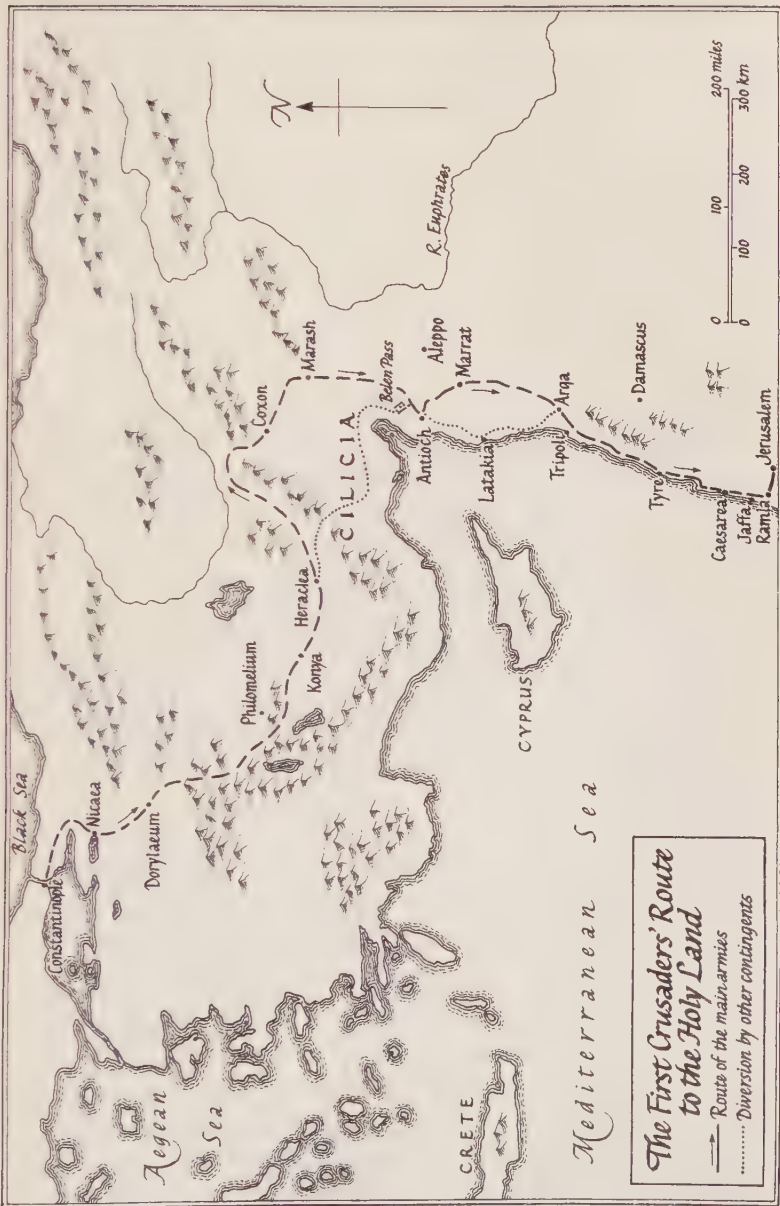 Black Sea
Constantinople
Nicaea
Dorylaeum
Philomelium
Konya
Heraclea
Coxon
Marash
CILICIA
Belen Pass
Antioch
Aleppo
Marrat
Latakia
Arqa
Tripoli
Damascus
Tyre
Caesarea
Jaffa
Ramla
Jerusalem
R. Euphrates
N
Aegean
Sea
CRETE
CYPRUS
Mediterranean Sea
0 100 200 miles
0 100 200 300 km
The First Crusaders' Route
to the Holy Land
Route of the main armies
Diversion by other contingents